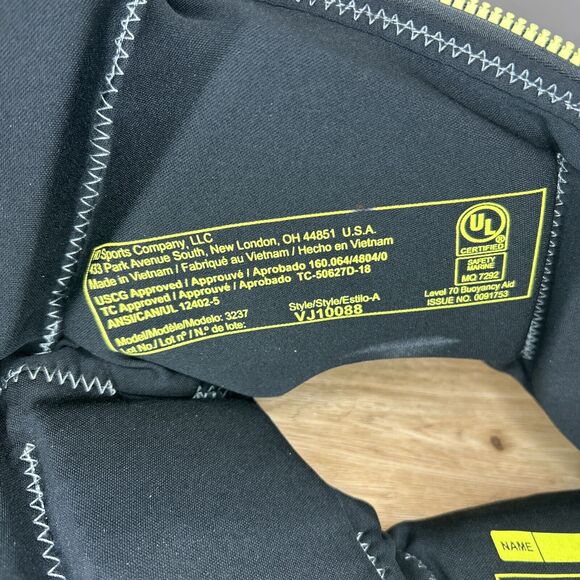 Sports Company, LLC
Park Avenue South, New London, OH 44851 U.S.A.
Made in Vietnam / Fabriqué au Vietnam / Hecho en Vietnam
USCG Approved / Approuvé / Aprobado 160.064/4804/0
TC Approved / Approuvé / Aprobado TC-50627D-18
ANSI/CAN/UL 12402-5
Style/Style/Estilo-A
Model/Modèle/Modelo: 3237
VJ10088
Lot No./ Lot nº / N.º de lote:
UL
CERTIFIED
SAFETY
MARINE
MQ 7292
Level 70 Buoyancy Aid
ISSUE NO. 0091753
NAME